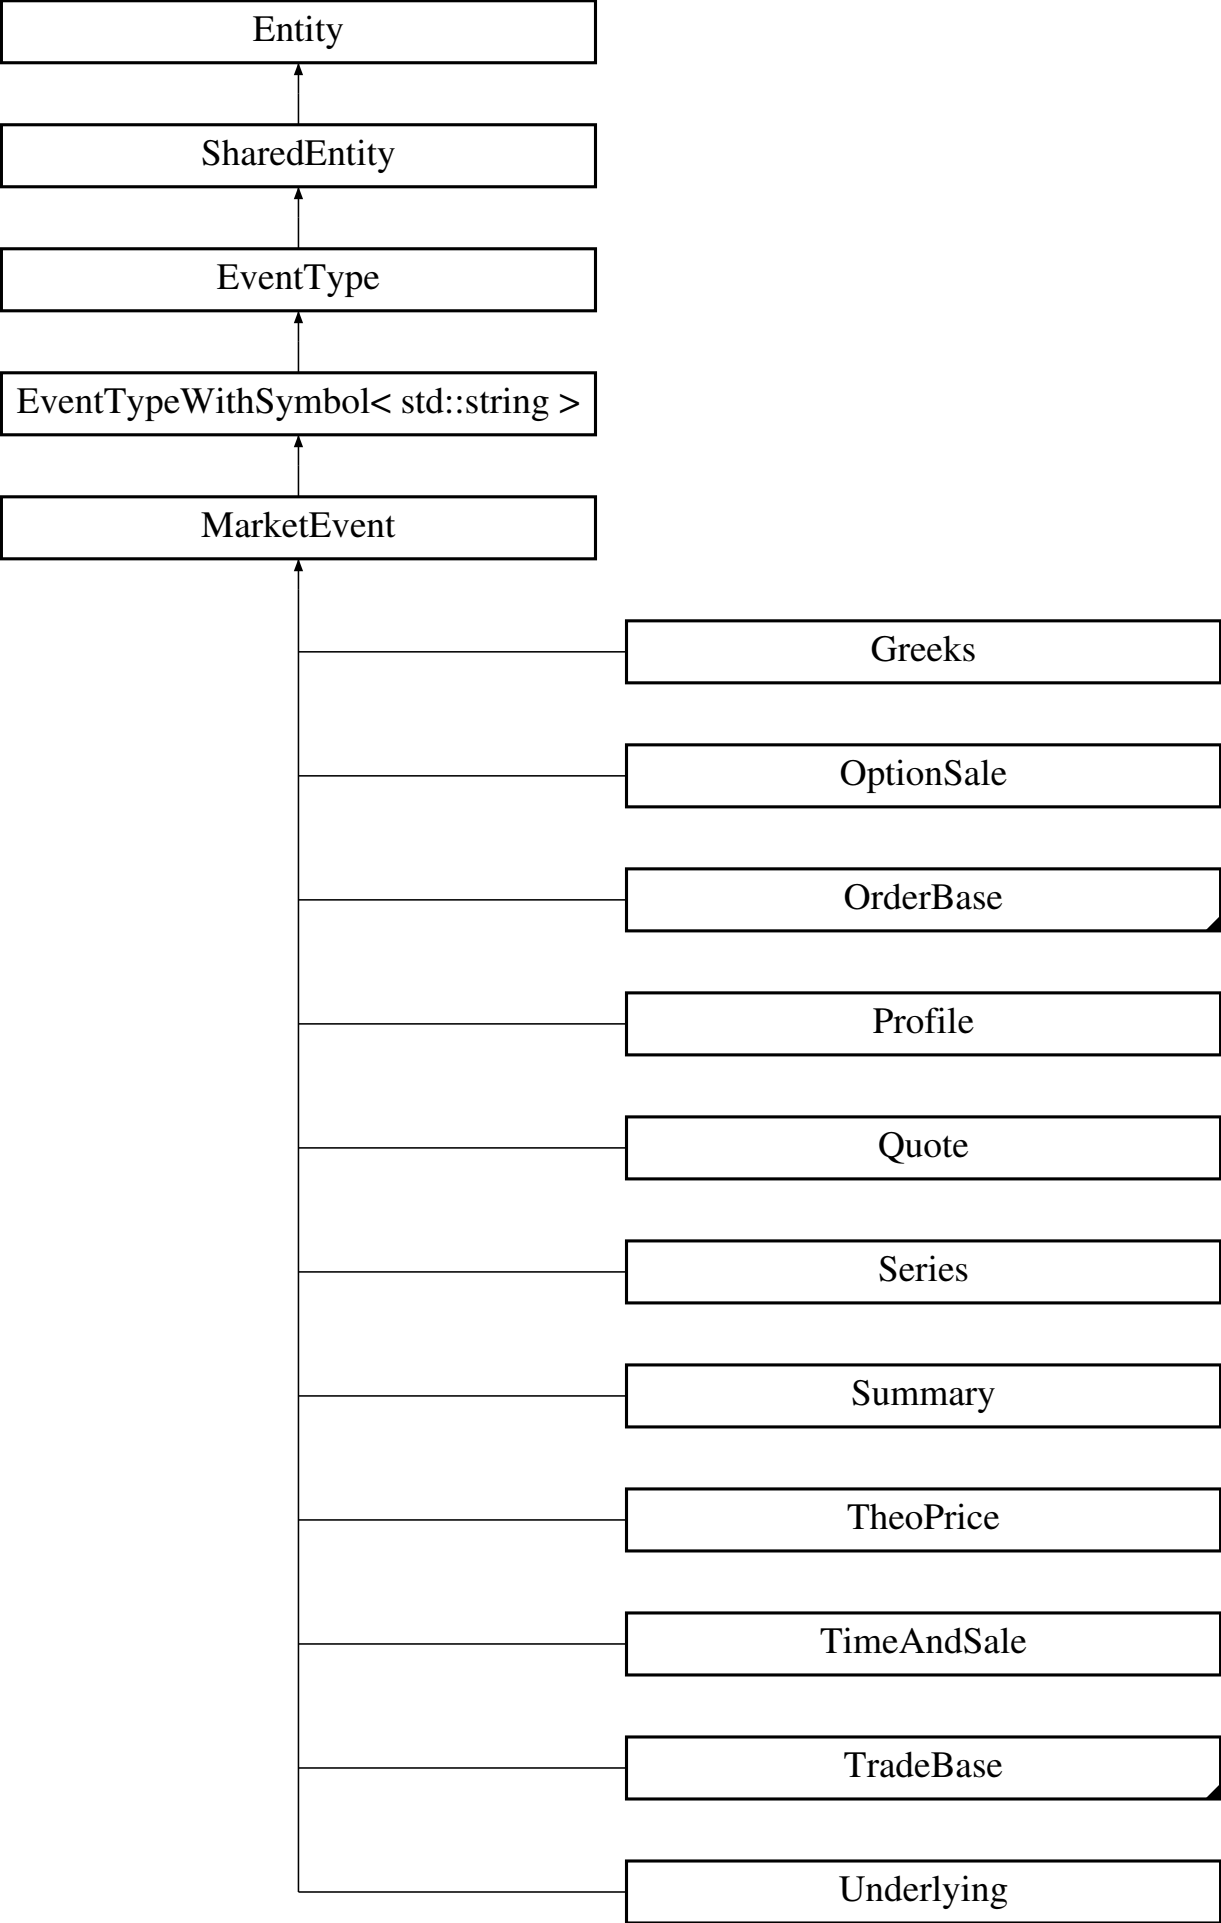 Entity
SharedEntity
EventType
EventTypeWithSymbol< std::string >
MarketEvent
Greeks
OptionSale
OrderBase
Profile
Quote
Series
Summary
TheoPrice
TimeAndSale
TradeBase
Underlying